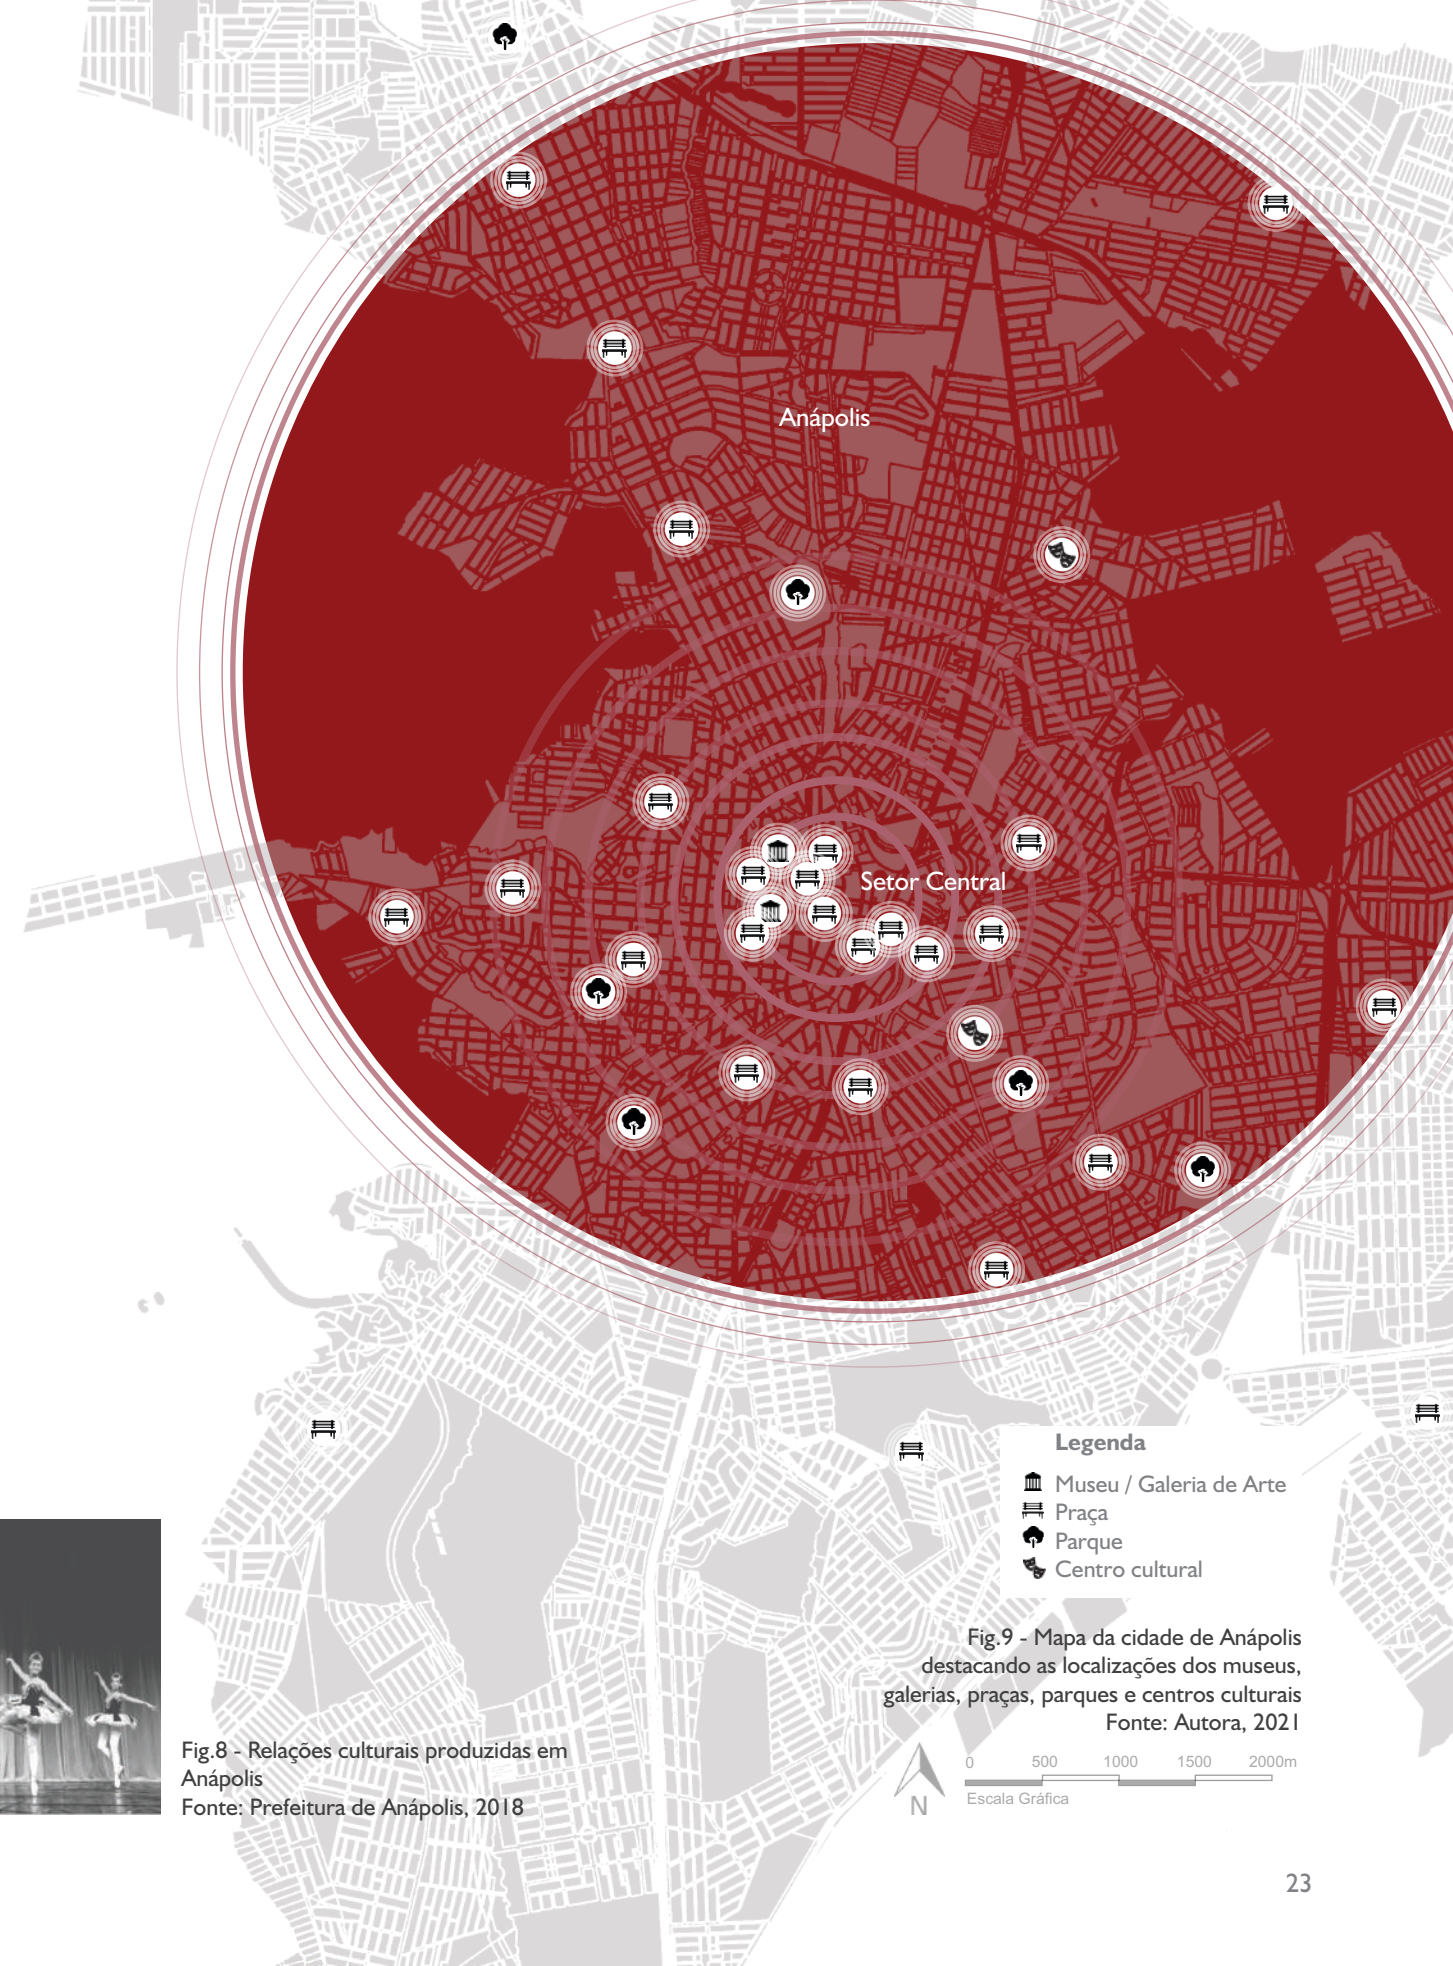 Anápolis
Setor Central
Legenda
Museu / Galeria de Arte
Praça
Parque
Centro cultural
Fig.9 - Mapa da cidade de Anápolis
destacando as localizações dos museus,
galerias, praças, parques e centros culturais
Fonte: Autora, 2021
0 500 1000 1500 2000m
Escala Gráfica
N
Fig.8 - Relações culturais produzidas em
Anápolis
Fonte: Prefeitura de Anápolis, 2018
23